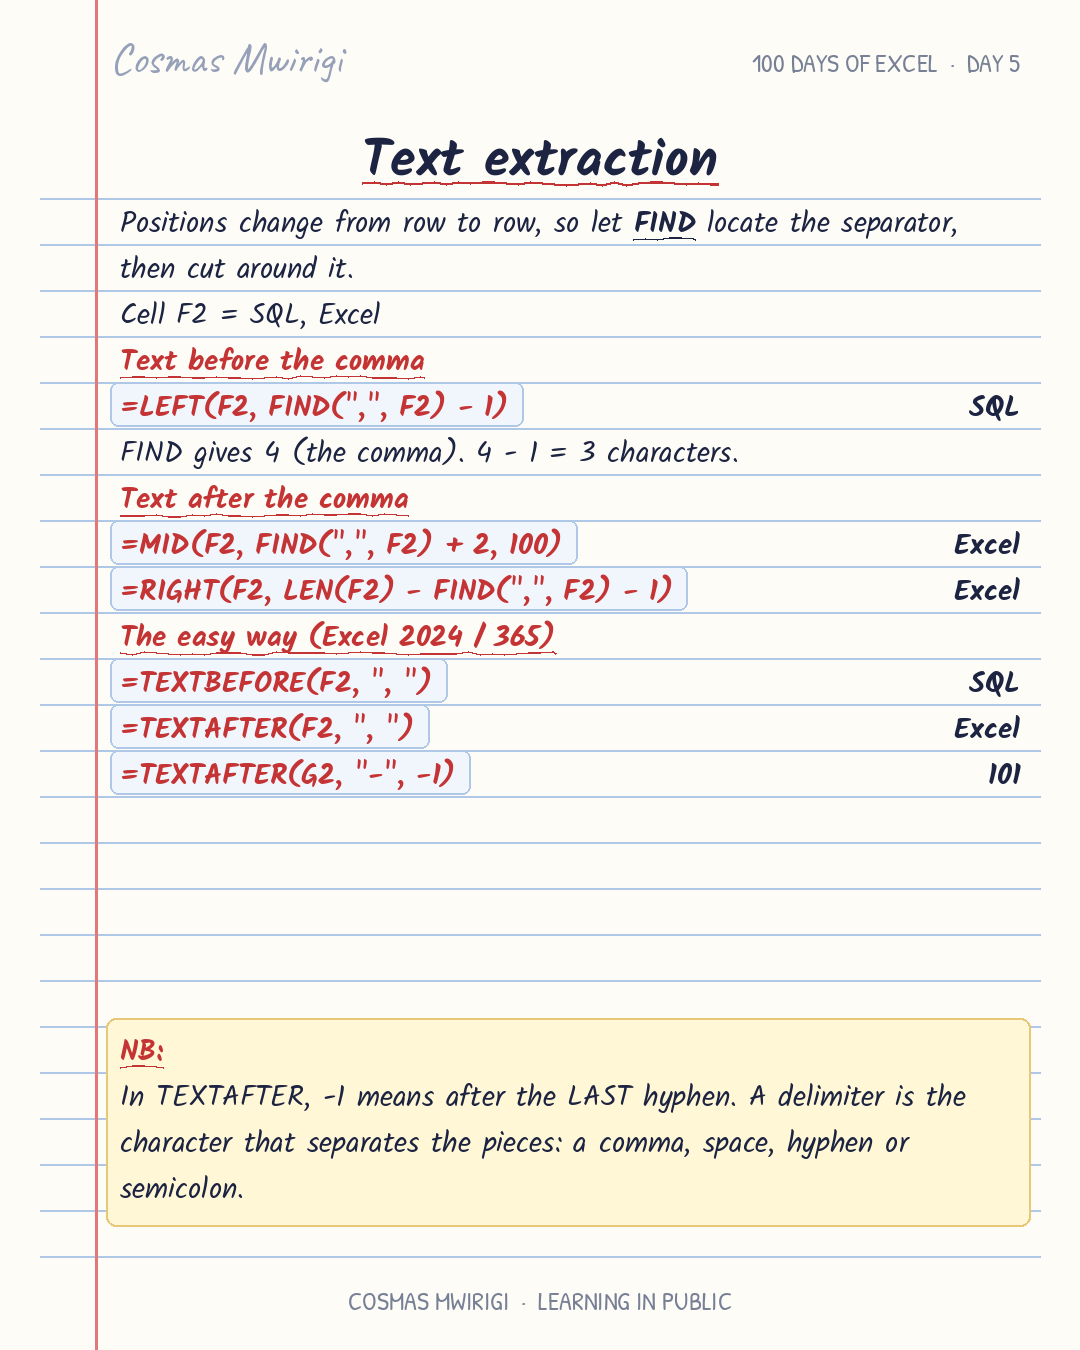 Cosmas Mwirigi
100 DAYS OF EXCEL · DAY 5
Text extraction
Positions change from row to row, so let FIND locate the separator,
then cut around it.
Cell F2 = SQL, Excel
Text before the comma
=LEFT(F2, FIND(",", F2) - 1) SQL
FIND gives 4 (the comma). 4 - 1 = 3 characters.
Text after the comma
=MID(F2, FIND(",", F2) + 2, 100) Excel
=RIGHT(F2, LEN(F2) - FIND(",", F2) - 1) Excel
The easy way (Excel 2024 / 365)
=TEXTBEFORE(F2, ", ") SQL
=TEXTAFTER(F2, ", ") Excel
=TEXTAFTER(G2, "-", -1) 101
NB:
In TEXTAFTER, -1 means after the LAST hyphen. A delimiter is the
character that separates the pieces: a comma, space, hyphen or
semicolon.
COSMAS MWIRIGI · LEARNING IN PUBLIC